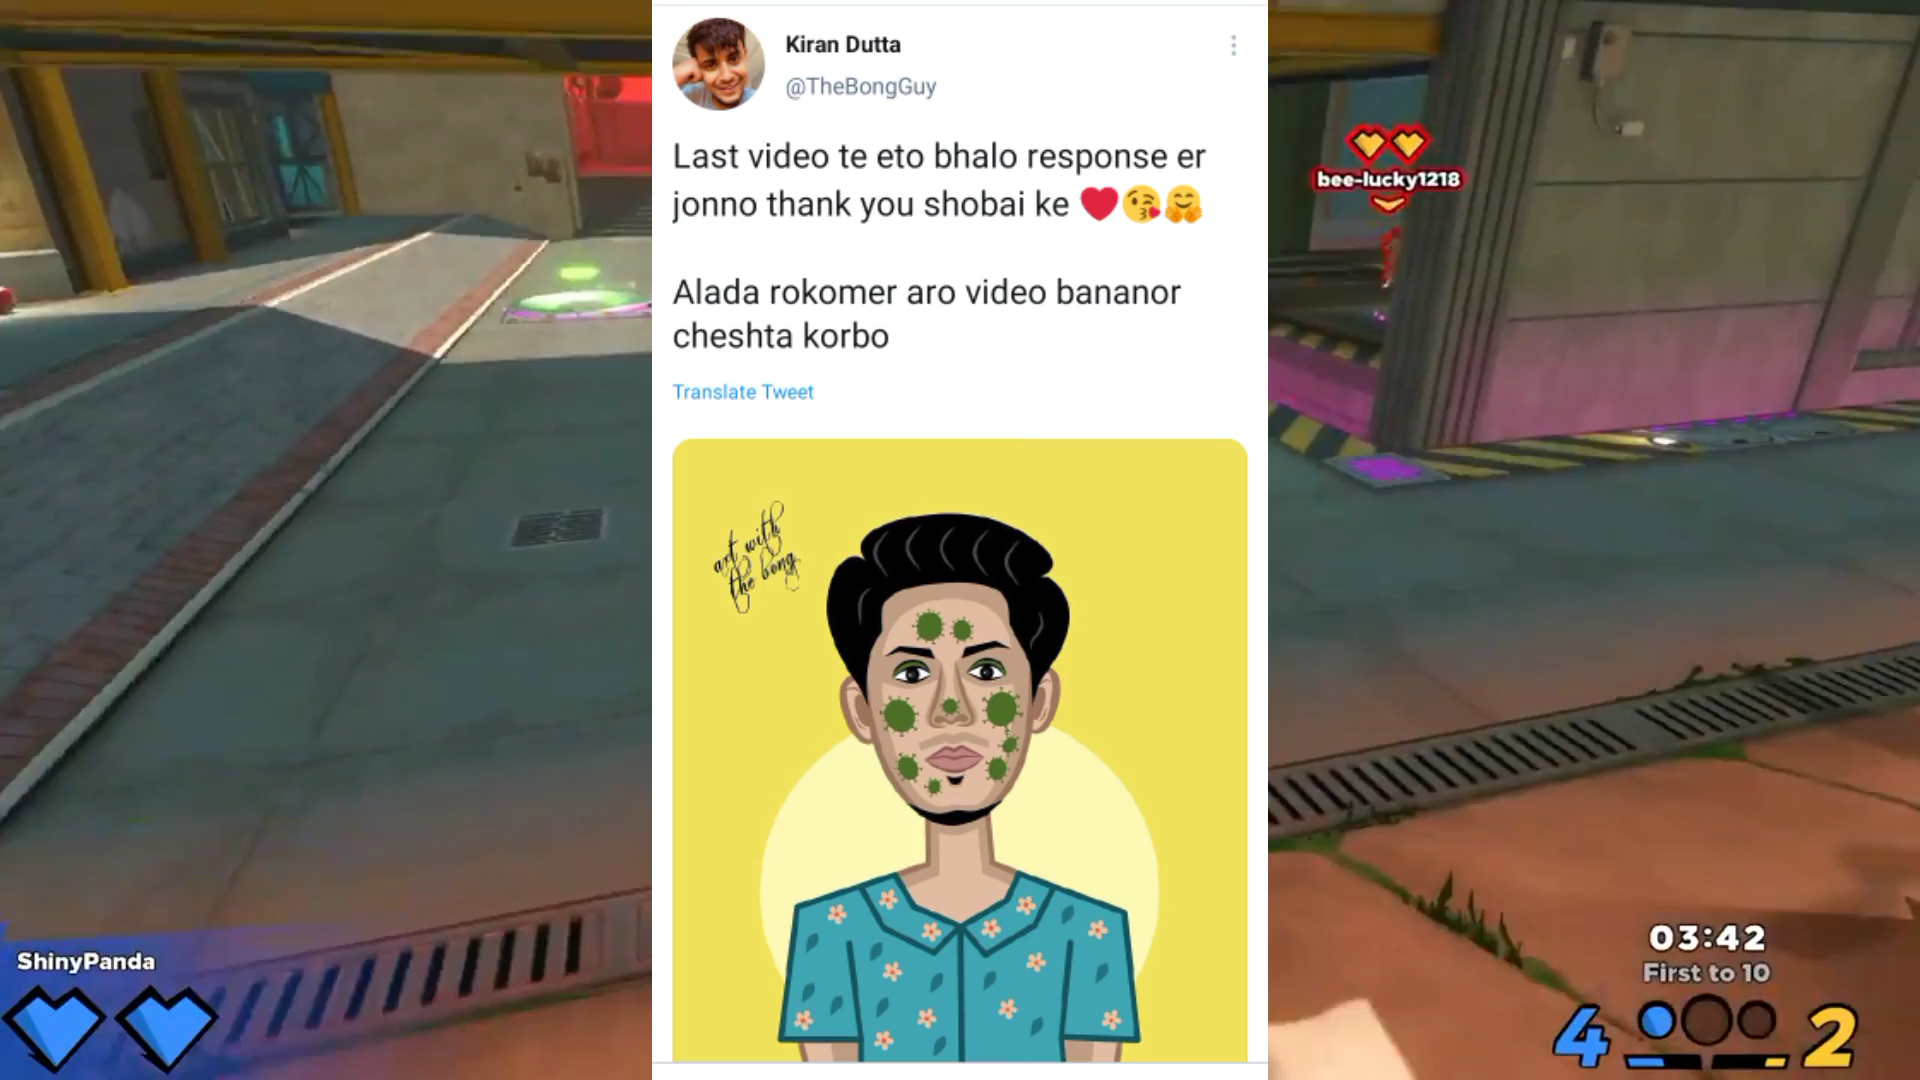 Kiran Dutta
@TheBongGuy
Last video te eto bhalo response er
jonno thank you shobai ke ❤️😘🤗
Alada rokomer aro video bananor
cheshta korbo
Translate Tweet
art with
the bong
bee-lucky1218
ShinyPanda
03:42
First to 10
4
2